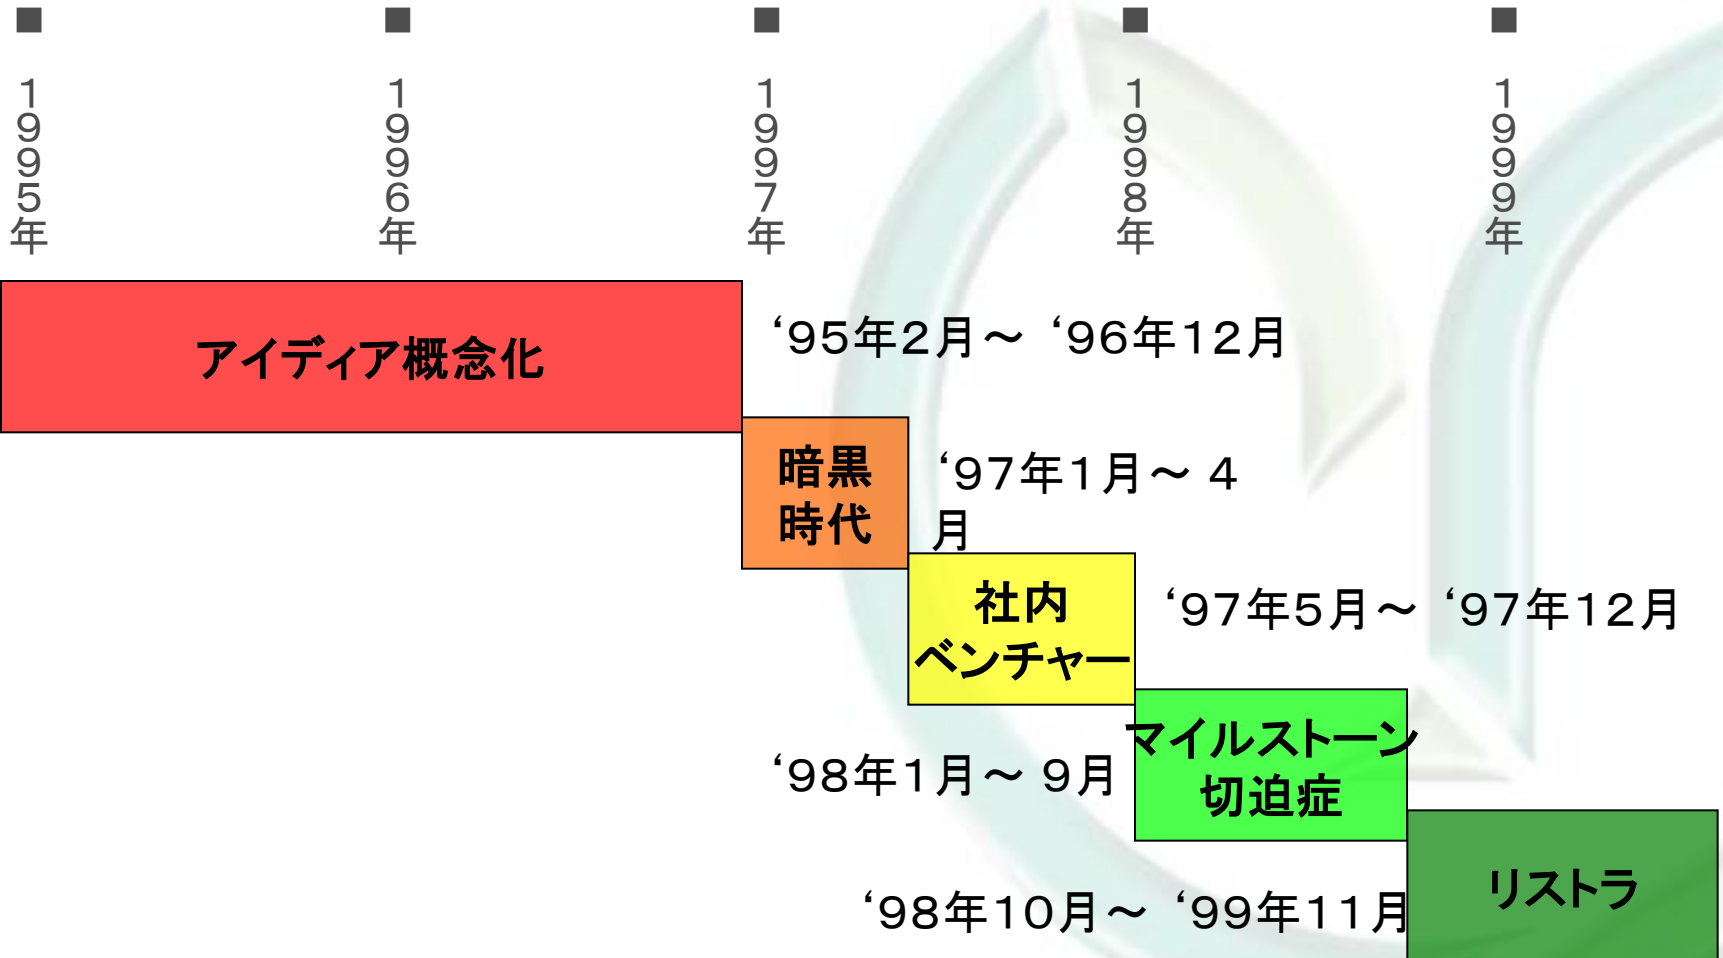 ■ 1995年
■ 1996年
■ 1997年
■ 1998年
■ 1999年
アイディア概念化
‘95年2月～ ‘96年12月
暗黒
時代
‘97年1月～ 4
月
社内
ベンチャー
‘97年5月～ ‘97年12月
マイルストーン
切迫症
‘98年1月～ 9月
リストラ
‘98年10月～ ‘99年11月